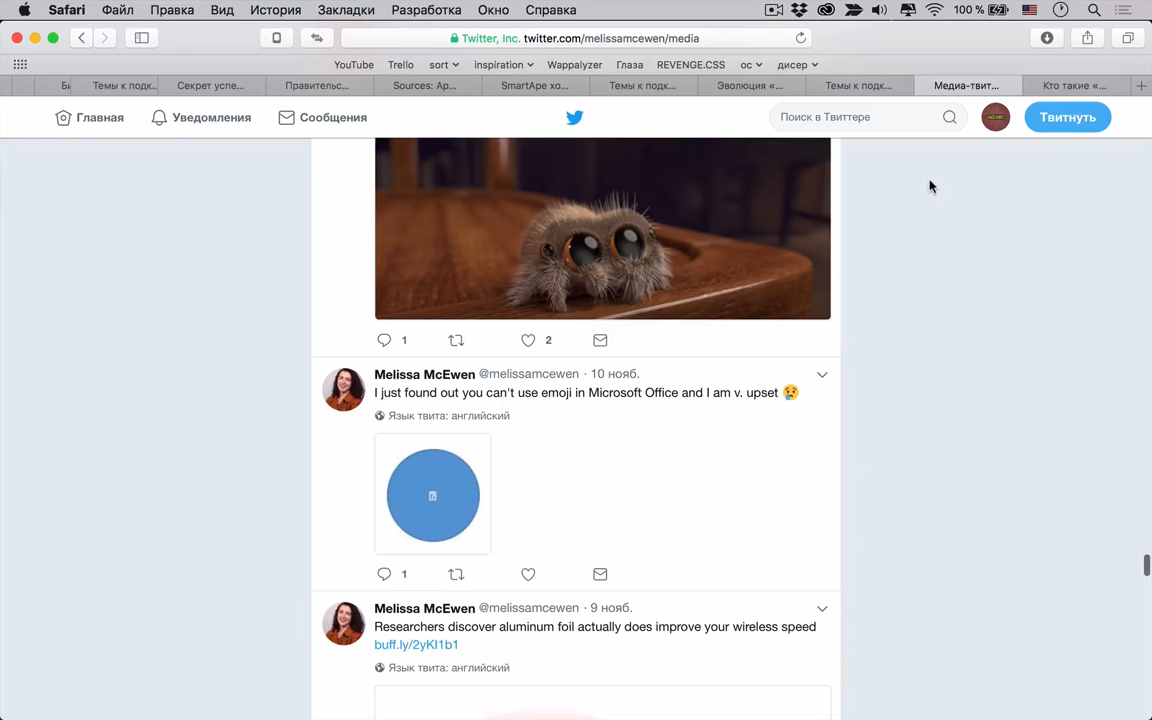 Safari Файл Правка Вид История Закладки Разработка Окно Справка 100 %
Twitter, Inc. twitter.com/melissamcewen/media
YouTube Trello sort inspiration Wappalyzer Глаза REVENGE.CSS ос дисер
Би Темы к подк... Секрет успе... Правительс... Sources: Ap... SmartApe хо... Темы к подк... Эволюция «... Темы к подк... Медиа-твит... Кто такие «...
Главная Уведомления Сообщения Поиск в Твиттере Твитнуть
1 2
Melissa McEwen @melissamcewen · 10 нояб.
I just found out you can't use emoji in Microsoft Office and I am v. upset 😢
Язык твита: английский
1
Melissa McEwen @melissamcewen · 9 нояб.
Researchers discover aluminum foil actually does improve your wireless speed
buff.ly/2yKI1b1
Язык твита: английский